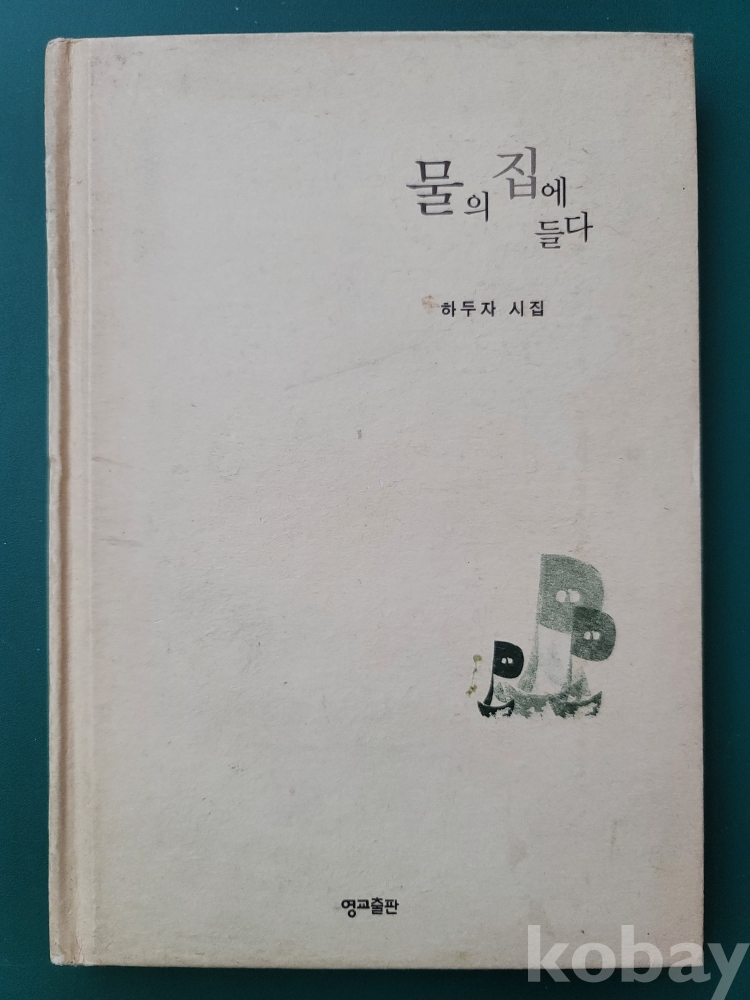 물의 집에
들다
하두자 시집
영교출판
kobay